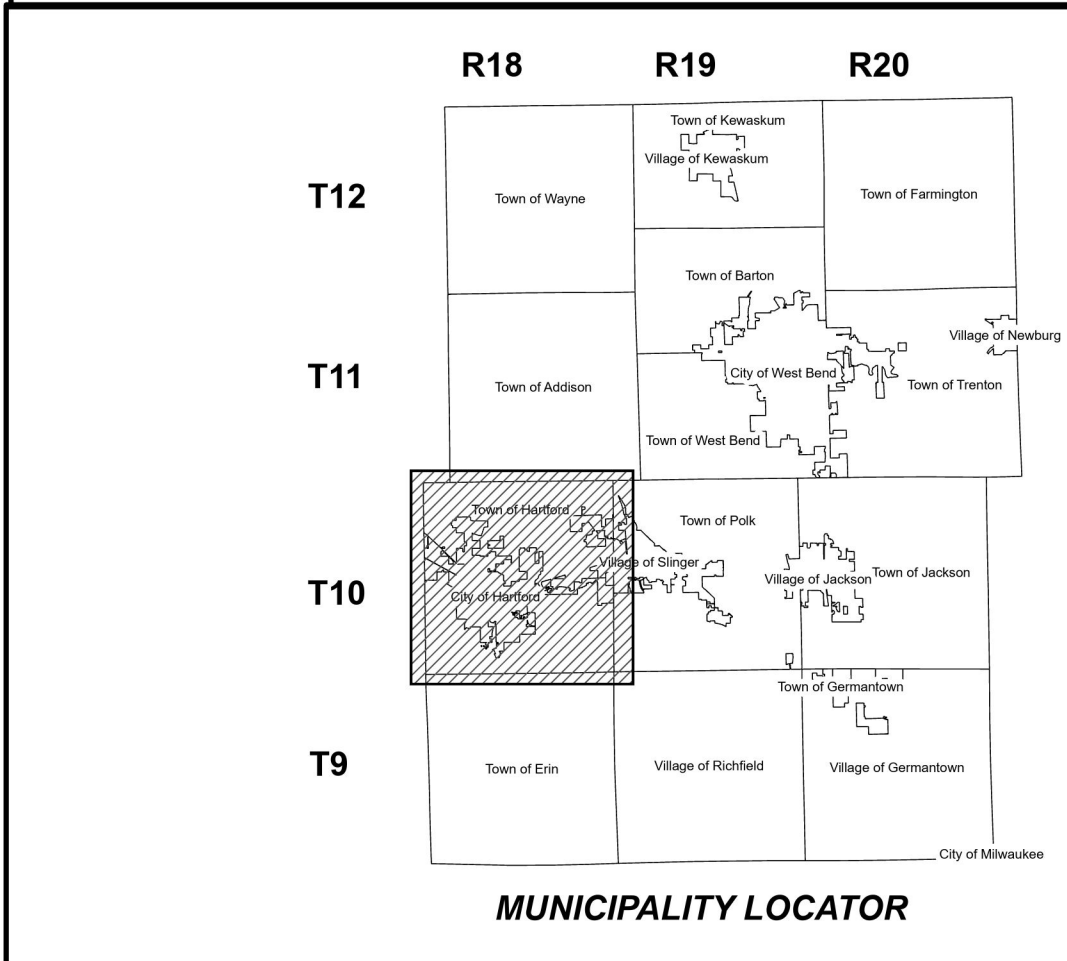 R18 R19 R20
Town of Kewaskum
Village of Kewaskum
T12
Town of Wayne
Town of Farmington
Town of Barton
Village of Newburg
City of West Bend
T11
Town of Addison
Town of Trenton
Town of West Bend
Town of Hartford
Town of Polk
Village of Slinger
Village of Jackson
Town of Jackson
T10
City of Hartford
Town of Germantown
T9
Town of Erin
Village of Richfield
Village of Germantown
City of Milwaukee
MUNICIPALITY LOCATOR